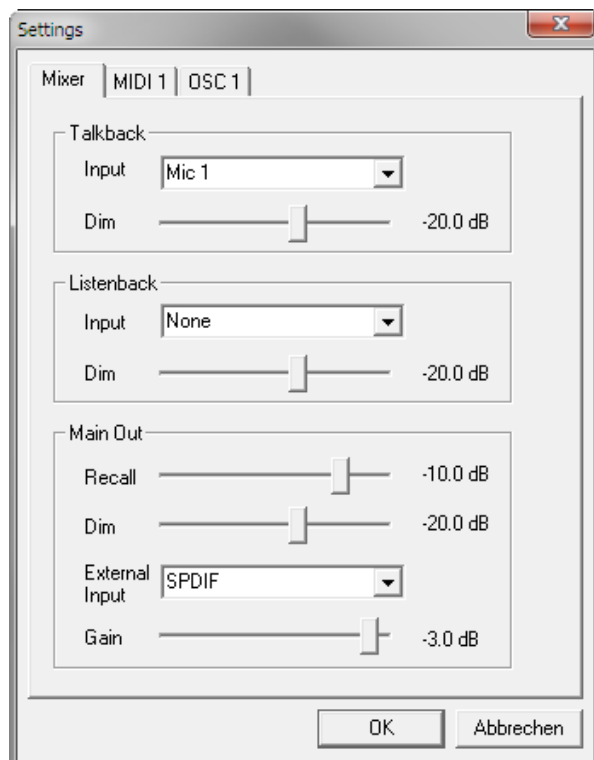 Settings
Mixer MIDI 1 OSC 1
Talkback
Input Mic 1
Dim -20.0 dB
Listenback
Input None
Dim -20.0 dB
Main Out
Recall -10.0 dB
Dim -20.0 dB
External Input SPDIF
Gain -3.0 dB
OK Abbrechen